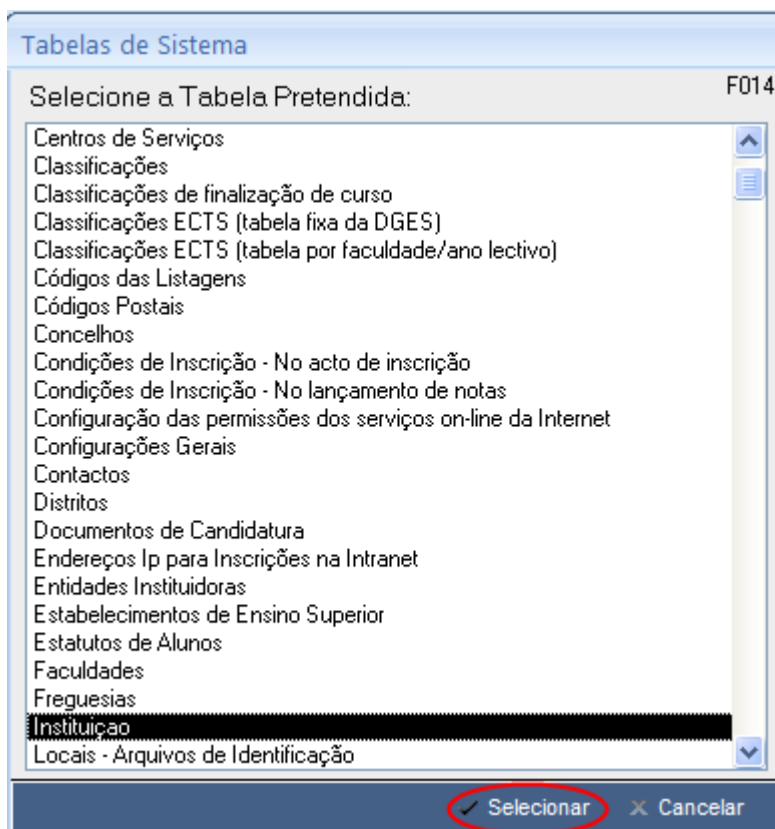 Tabelas de Sistema
Selecione a Tabela Pretendida:
F014
Centros de Serviços
Classificações
Classificações de finalização de curso
Classificações ECTS (tabela fixa da DGES)
Classificações ECTS (tabela por faculdade/ano lectivo)
Códigos das Listagens
Códigos Postais
Concelhos
Condições de Inscrição - No acto de inscrição
Condições de Inscrição - No lançamento de notas
Configuração das permissões dos serviços on-line da Internet
Configurações Gerais
Contactos
Distritos
Documentos de Candidatura
Endereços Ip para Inscrições na Intranet
Entidades Instituidoras
Estabelecimentos de Ensino Superior
Estatutos de Alunos
Faculdades
Freguesias
Instituiçao
Locais - Arquivos de Identificação
Selecionar
Cancelar